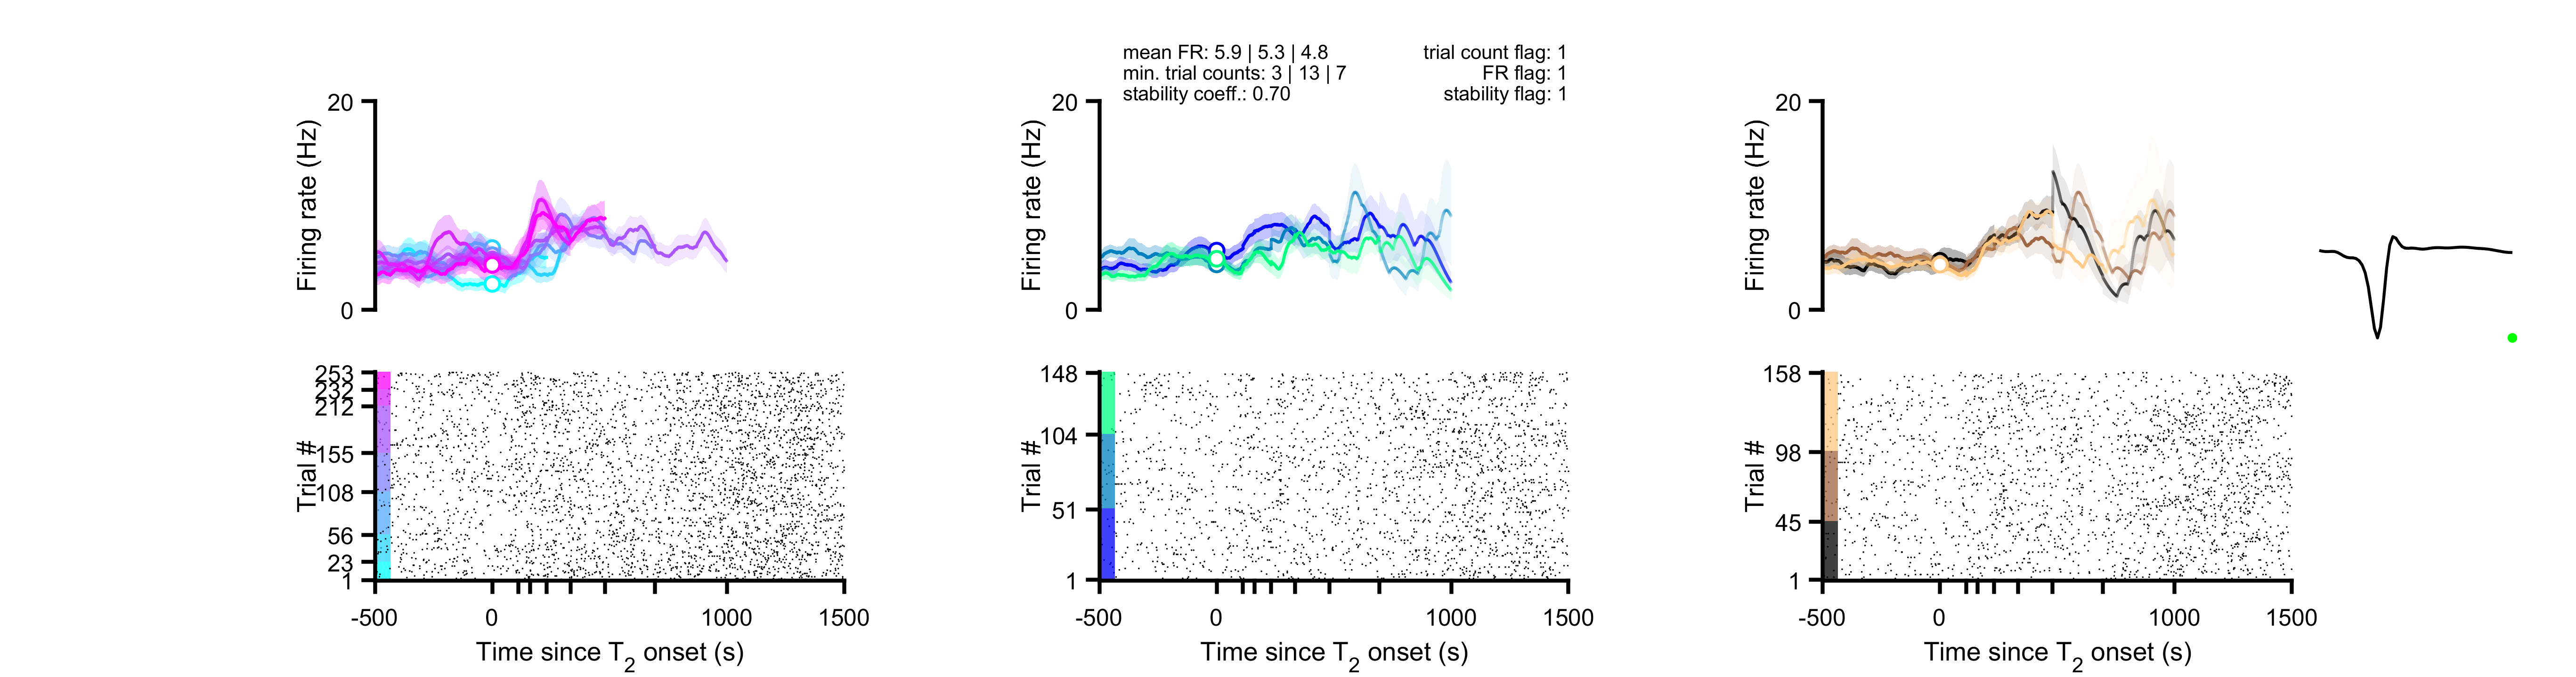 mean FR: 5.9 | 5.3 | 4.8
min. trial counts: 3 | 13 | 7
stability coeff.: 0.70
trial count flag: 1
FR flag: 1
stability flag: 1
20
0
Firing rate (Hz)
20
0
Firing rate (Hz)
20
0
Firing rate (Hz)
253
232
212
155
108
56
23
1
Trial #
148
104
51
1
Trial #
158
98
45
1
Trial #
-500 0 1000 1500
Time since T2 onset (s)
-500 0 1000 1500
Time since T2 onset (s)
-500 0 1000 1500
Time since T2 onset (s)